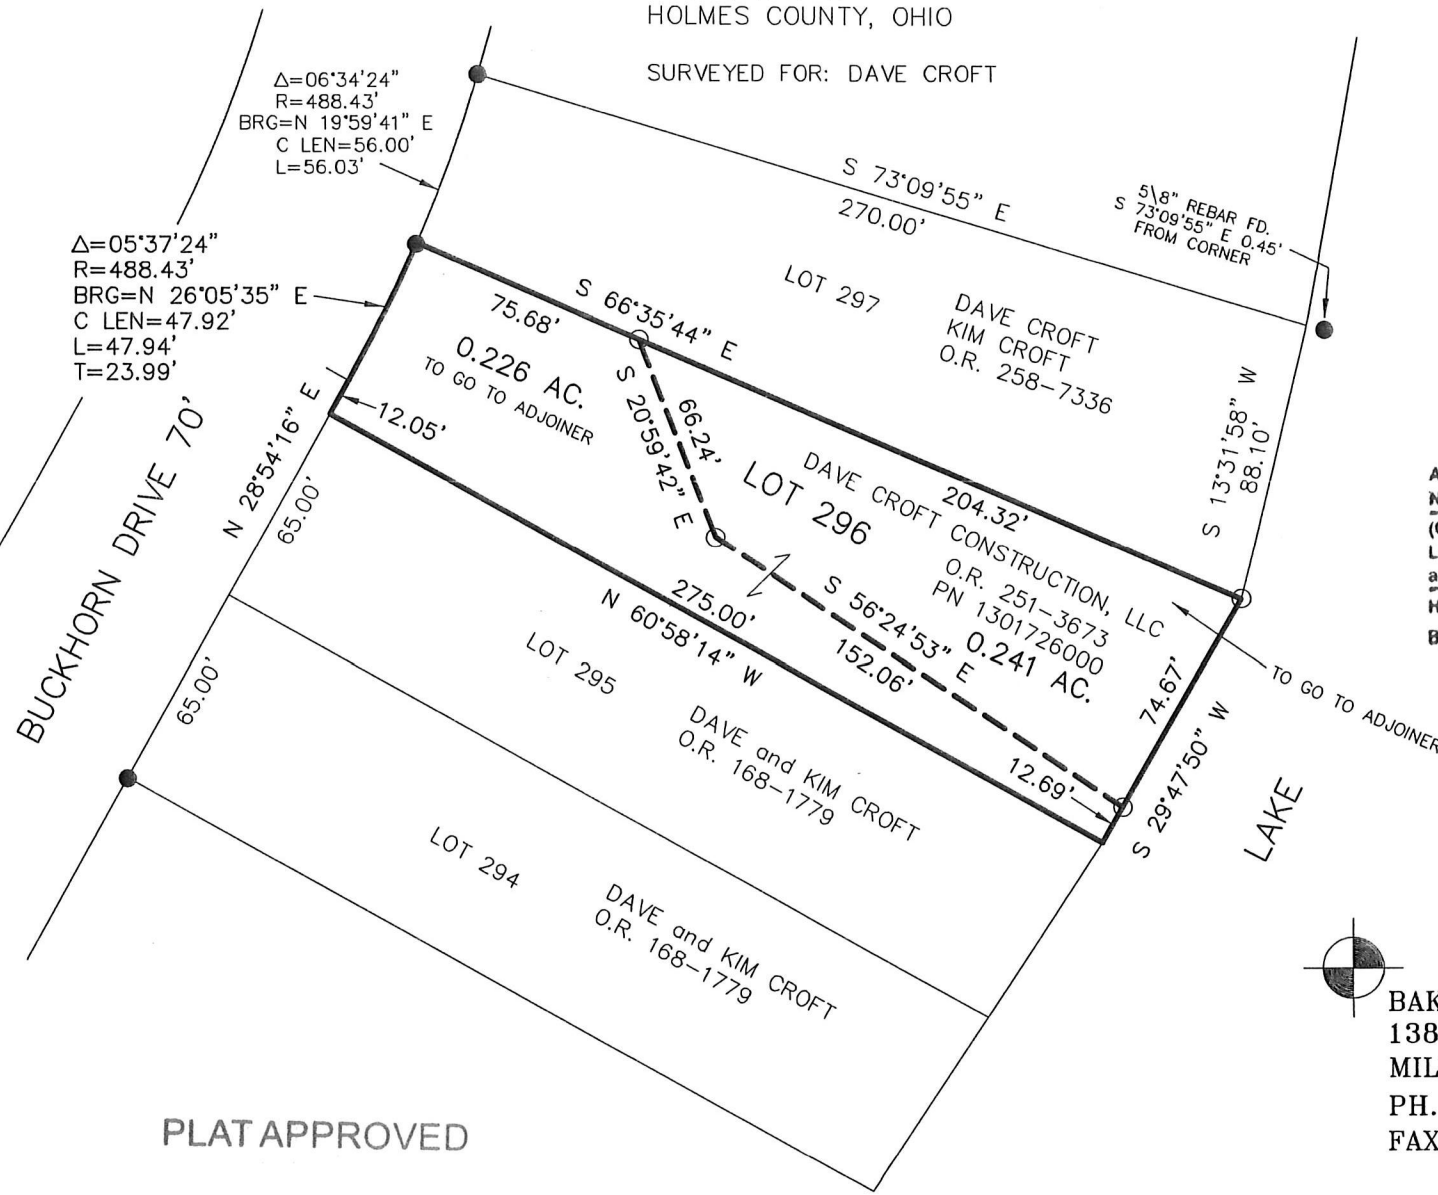 HOLMES COUNTY, OHIO
SURVEYED FOR: DAVE CROFT
Δ=06°34'24"
R=488.43'
BRG=N 19°59'41" E
C LEN=56.00'
L=56.03'
Δ=05°37'24"
R=488.43'
BRG=N 26°05'35" E
C LEN=47.92'
L=47.94'
T=23.99'
S 73°09'55" E
270.00'
5\8" REBAR FD.
S 73°09'55" E 0.45'
FROM CORNER
LOT 297
DAVE CROFT
KIM CROFT
O.R. 258-7336
S 66°35'44" E
75.68'
0.226 AC.
TO GO TO ADJOINER
12.05'
N 28°54'16" E
65.00'
BUCKHORN DRIVE 70'
S 20°59'42" E
66.24'
LOT 296
204.32'
DAVE CROFT CONSTRUCTION, LLC
O.R. 251-3673
PN 1301726000
0.241 AC.
S 13°31'58" W
88.10'
S 56°24'53" E
152.06'
275.00'
N 60°58'14" W
74.67'
12.69'
S 29°47'50" W
TO GO TO ADJOINER
LAKE
LOT 295
DAVE and KIM CROFT
O.R. 168-1779
65.00'
LOT 294
DAVE and KIM CROFT
O.R. 168-1779
PLAT APPROVED
BAK
138
MIL
PH.
FAX